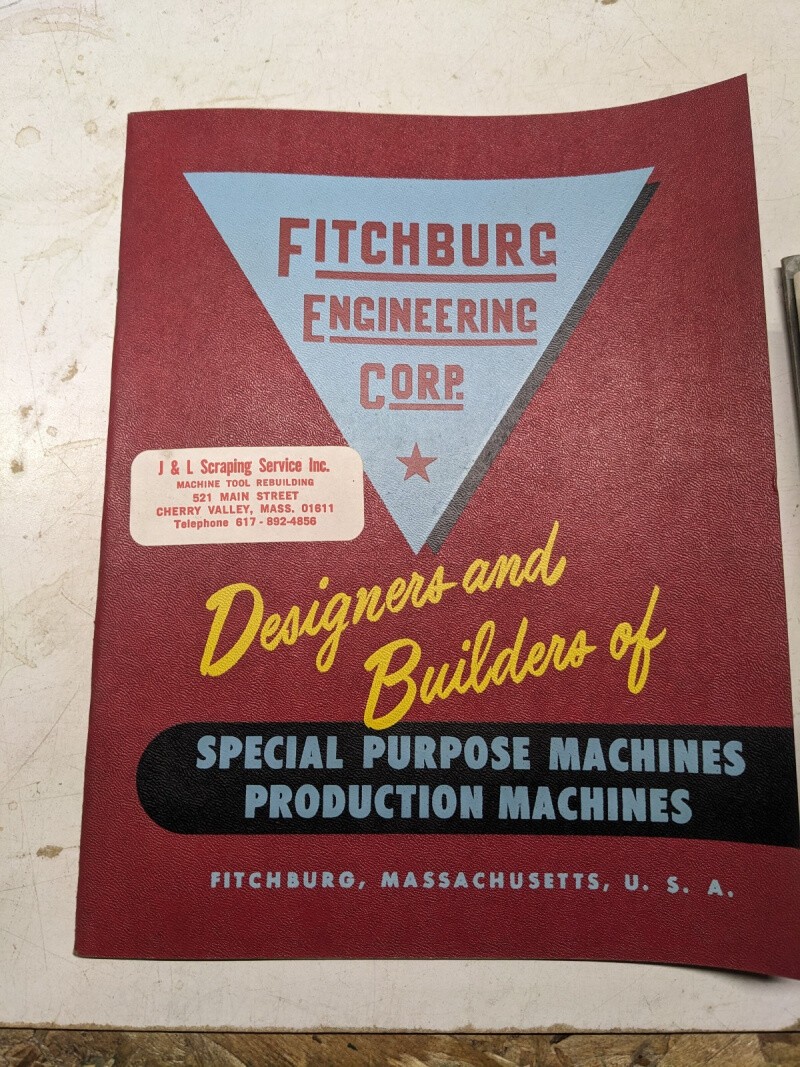 FITCHBURG
ENGINEERING
CORP.
J & L Scraping Service Inc.
MACHINE TOOL REBUILDING
521 MAIN STREET
CHERRY VALLEY, MASS. 01611
Telephone 617 - 892-4856
Designers and
Builders of
SPECIAL PURPOSE MACHINES
PRODUCTION MACHINES
FITCHBURG, MASSACHUSETTS, U. S. A.